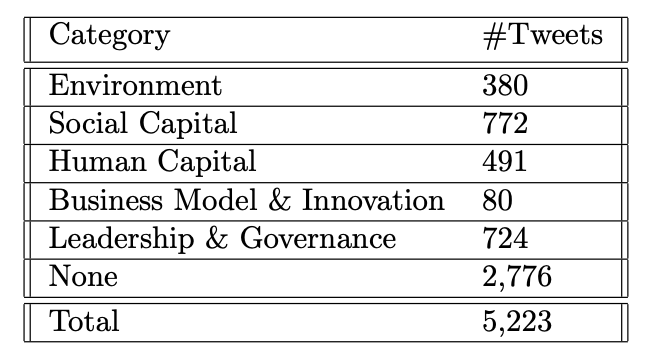 Category #Tweets
Environment 380
Social Capital 772
Human Capital 491
Business Model & Innovation 80
Leadership & Governance 724
None 2,776
Total 5,223